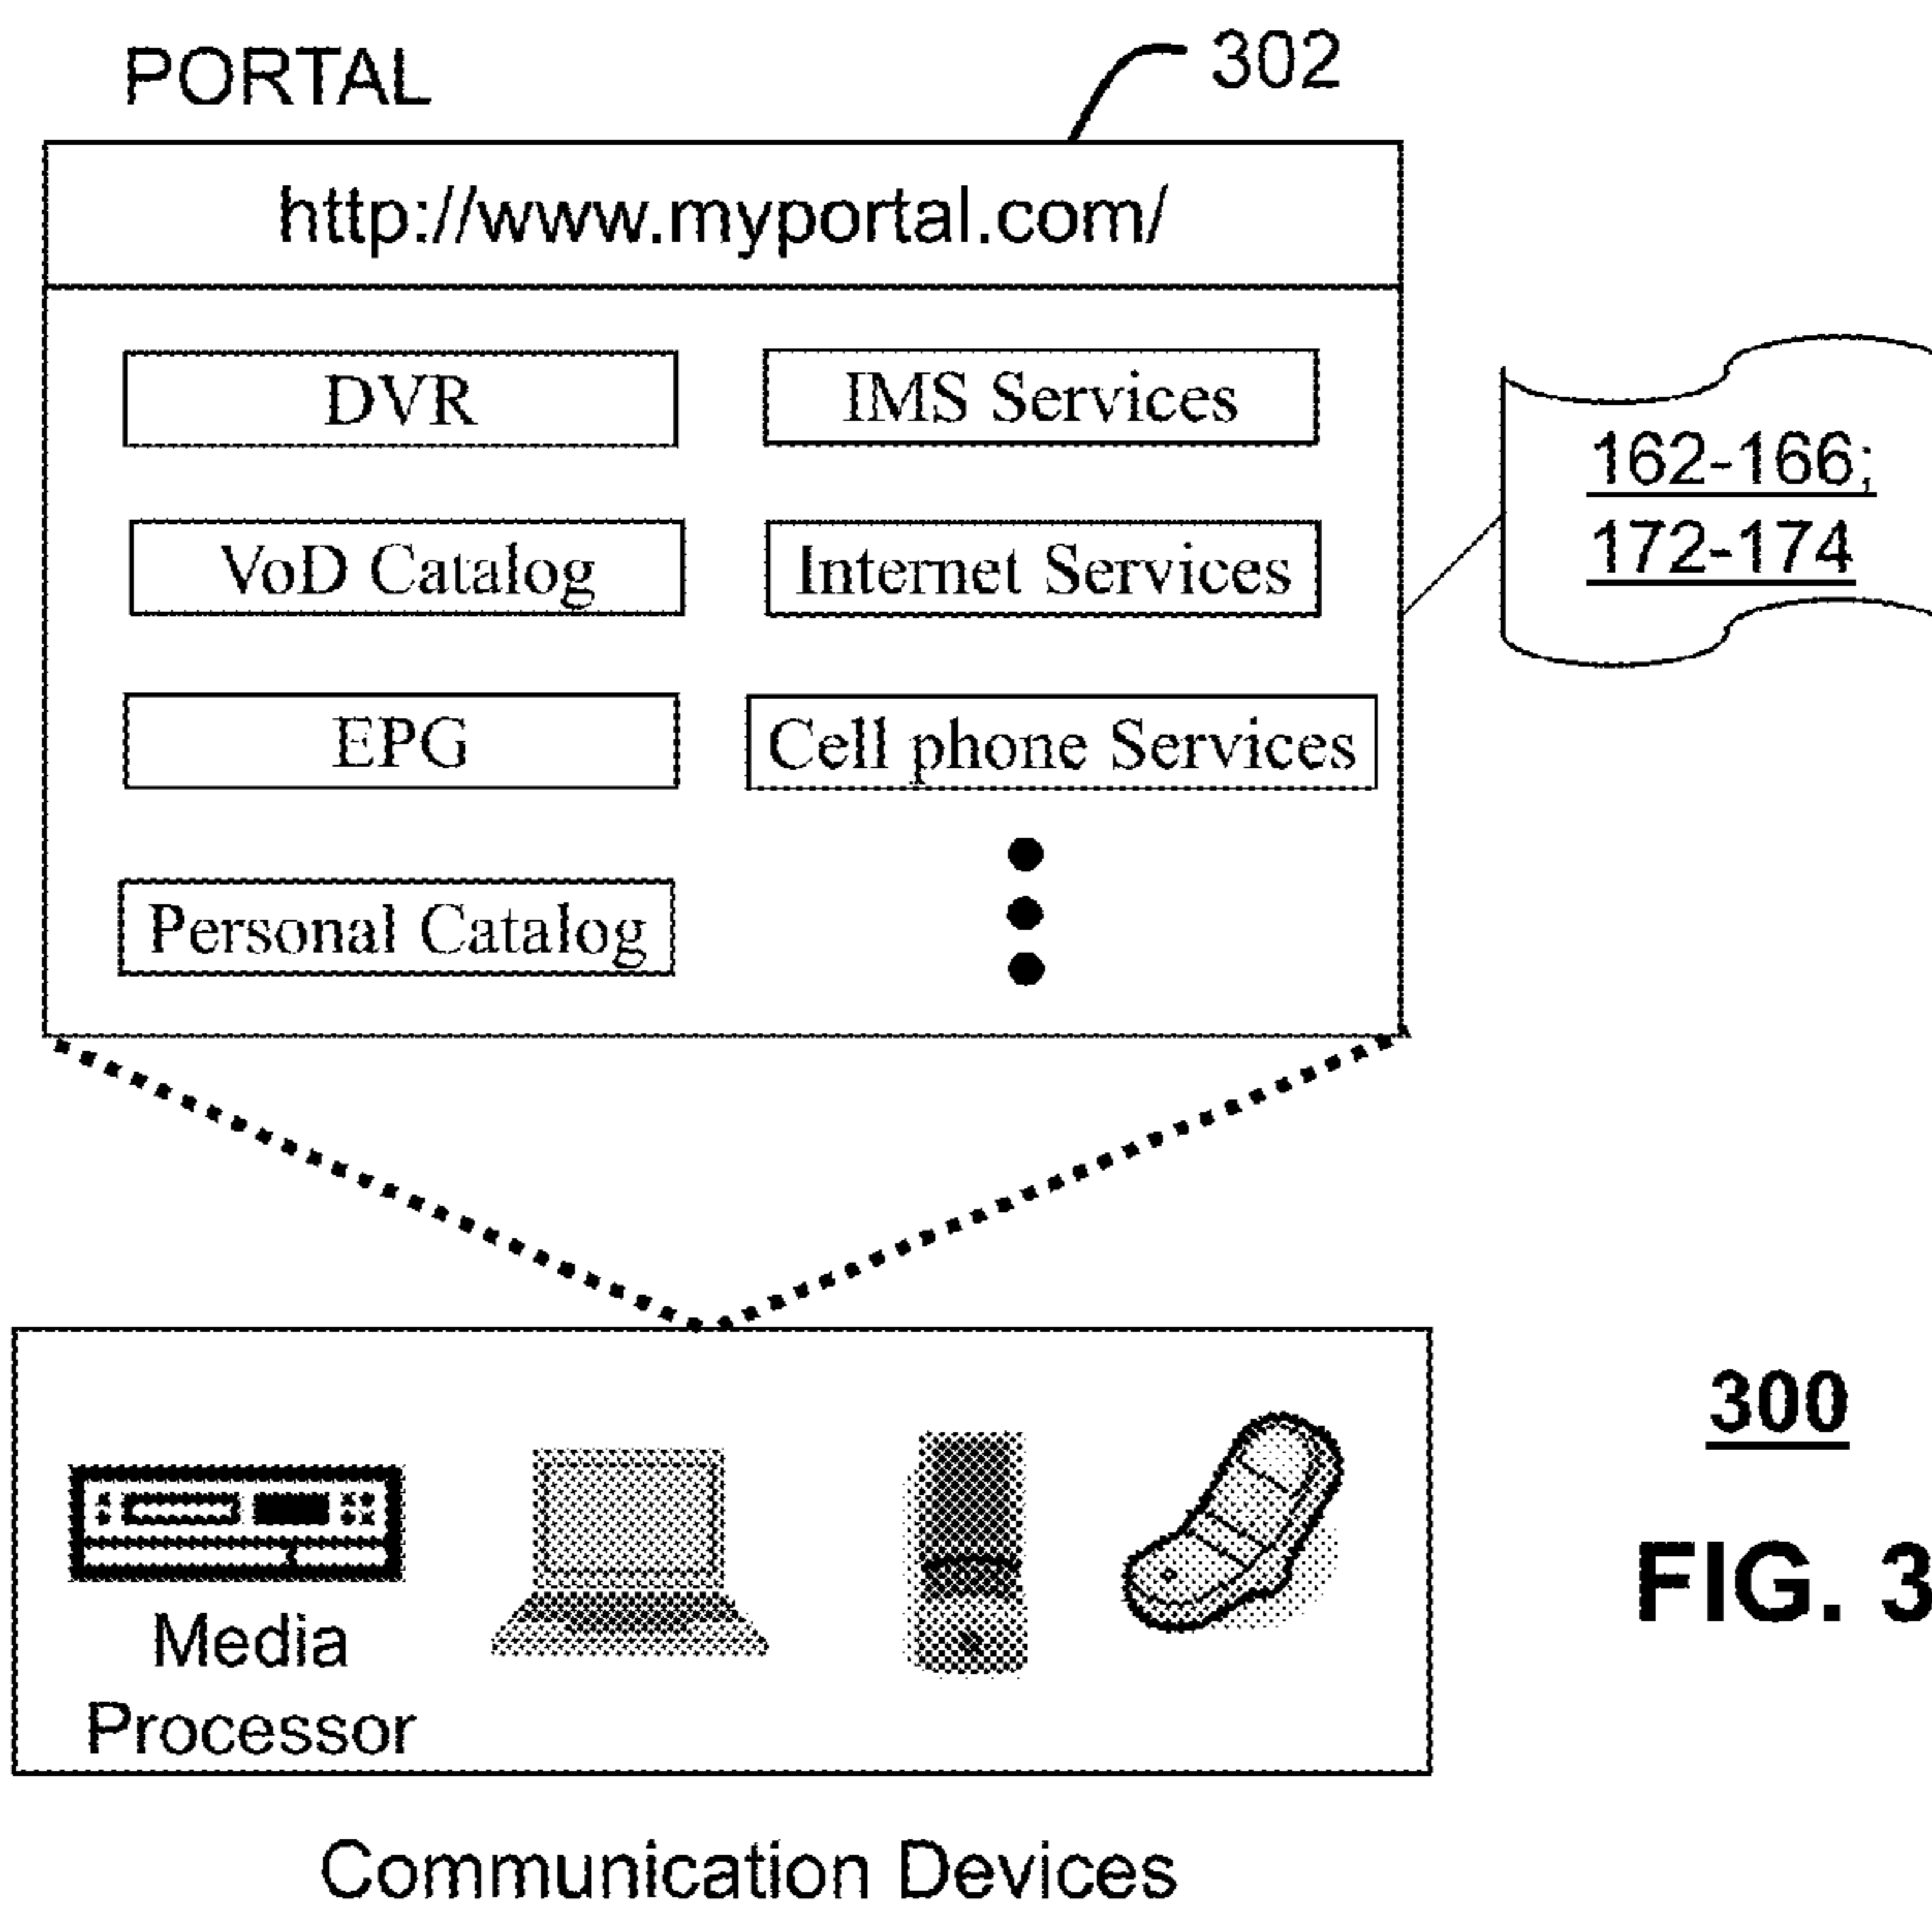 PORTAL
302
http://www.myportal.com/
DVR
IMS Services
VoD Catalog
Internet Services
EPG
Cell phone Services
Personal Catalog
162-166;
172-174
Media
Processor
300
FIG. 3
Communication Devices